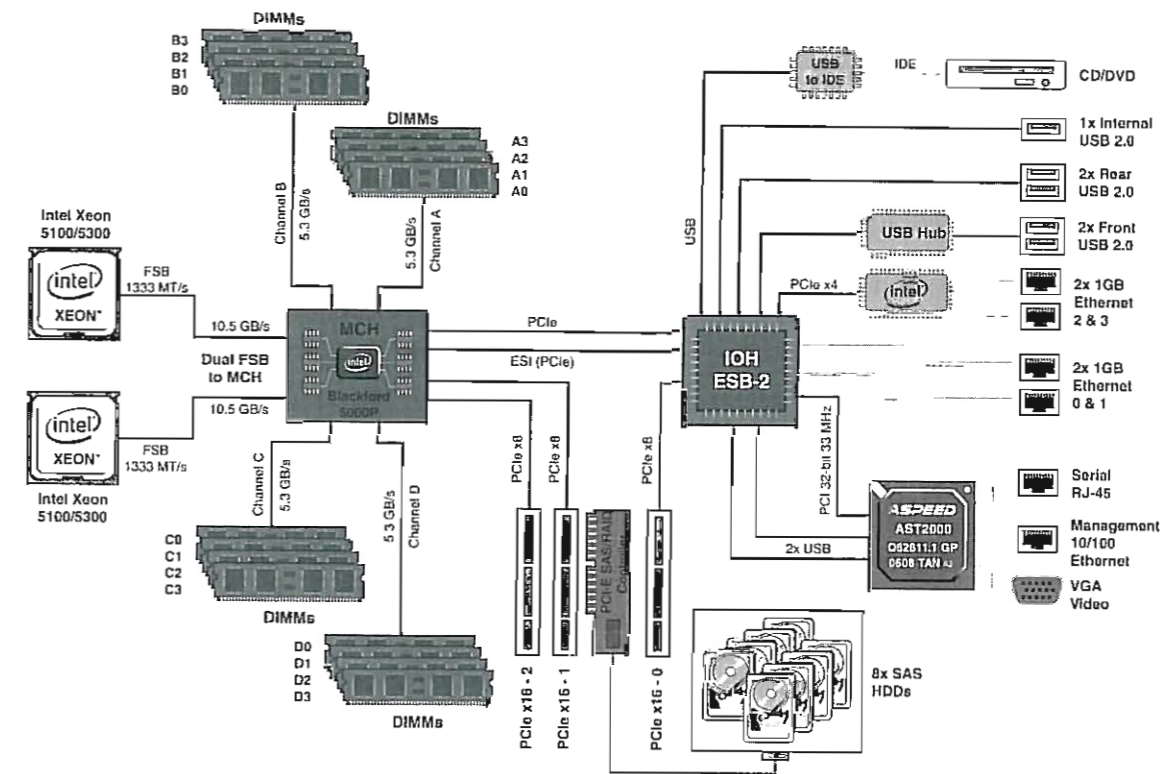 DIMMs
B3
B2
B1
B0
DIMMs
A3
A2
A1
A0
Channel B
5.3 GB/s
5.3 GB/s
Channel A
Intel Xeon
5100/5300
intel
XEON
FSB
1333 MT/s
10.5 GB/s
Dual FSB
to MCH
10.5 GB/s
intel
XEON
FSB
1333 MT/s
Intel Xeon
5100/5300
MCH
intel
Blackford
5000P
Channel C
5.3 GB/s
5.3 GB/s
Channel D
C0
C1
C2
C3
DIMMs
D0
D1
D2
D3
DIMMs
PCIe
ESI (PCIe)
PCIe x8
PCIe x8
PCIe x8
PCIe x16 - 2
PCIe x16 - 1
PCI-E SAS/RAID
Controller
PCIe x16 - 0
USB
USB
to IDE
IDE
CD/DVD
1x Internal
USB 2.0
2x Rear
USB 2.0
USB Hub
2x Front
USB 2.0
PCIe x4
intel
2x 1GB
Ethernet
2 & 3
IOH
ESB-2
2x 1GB
Ethernet
0 & 1
PCI 32-bit 33 MHz
2x USB
ASPEED
AST2000
0608 TAN
Serial
RJ-45
Management
10/100
Ethernet
VGA
Video
8x SAS
HDDs